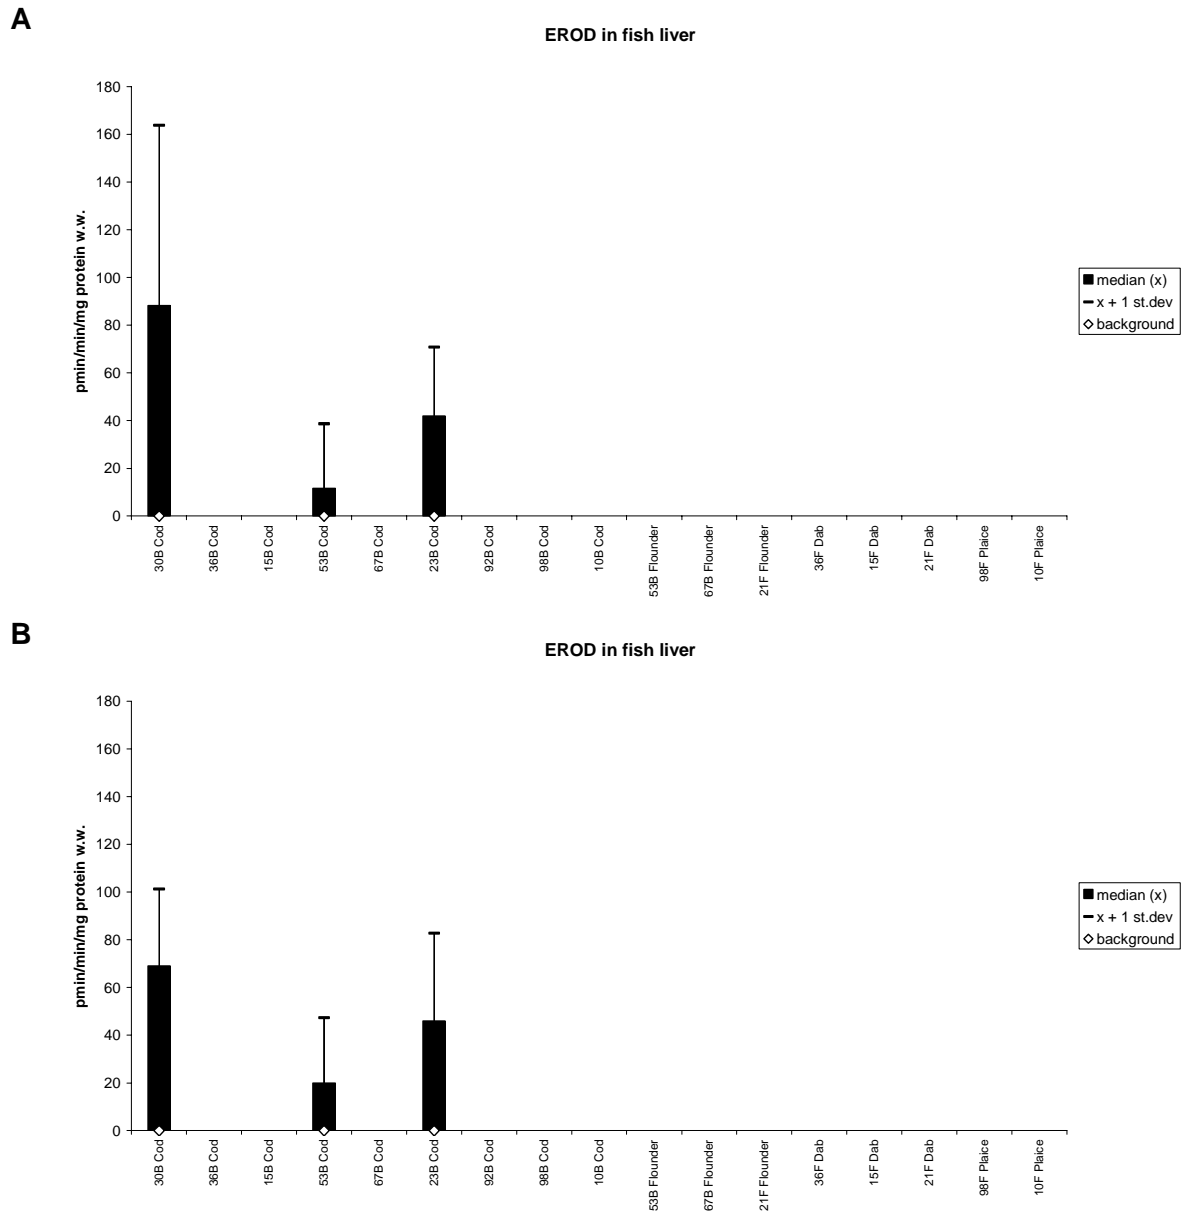 A
EROD in fish liver
180
160
140
120
100
80
60
40
20
0
pmin/min/mg protein w.w.
30B Cod
36B Cod
15B Cod
53B Cod
67B Cod
23B Cod
92B Cod
98B Cod
10B Cod
53B Flounder
67B Flounder
21F Flounder
36F Dab
15F Dab
21F Dab
98F Plaice
10F Plaice
median (x)
x + 1 st.dev
background
B
EROD in fish liver
180
160
140
120
100
80
60
40
20
0
pmin/min/mg protein w.w.
30B Cod
36B Cod
15B Cod
53B Cod
67B Cod
23B Cod
92B Cod
98B Cod
10B Cod
53B Flounder
67B Flounder
21F Flounder
36F Dab
15F Dab
21F Dab
98F Plaice
10F Plaice
median (x)
x + 1 st.dev
background